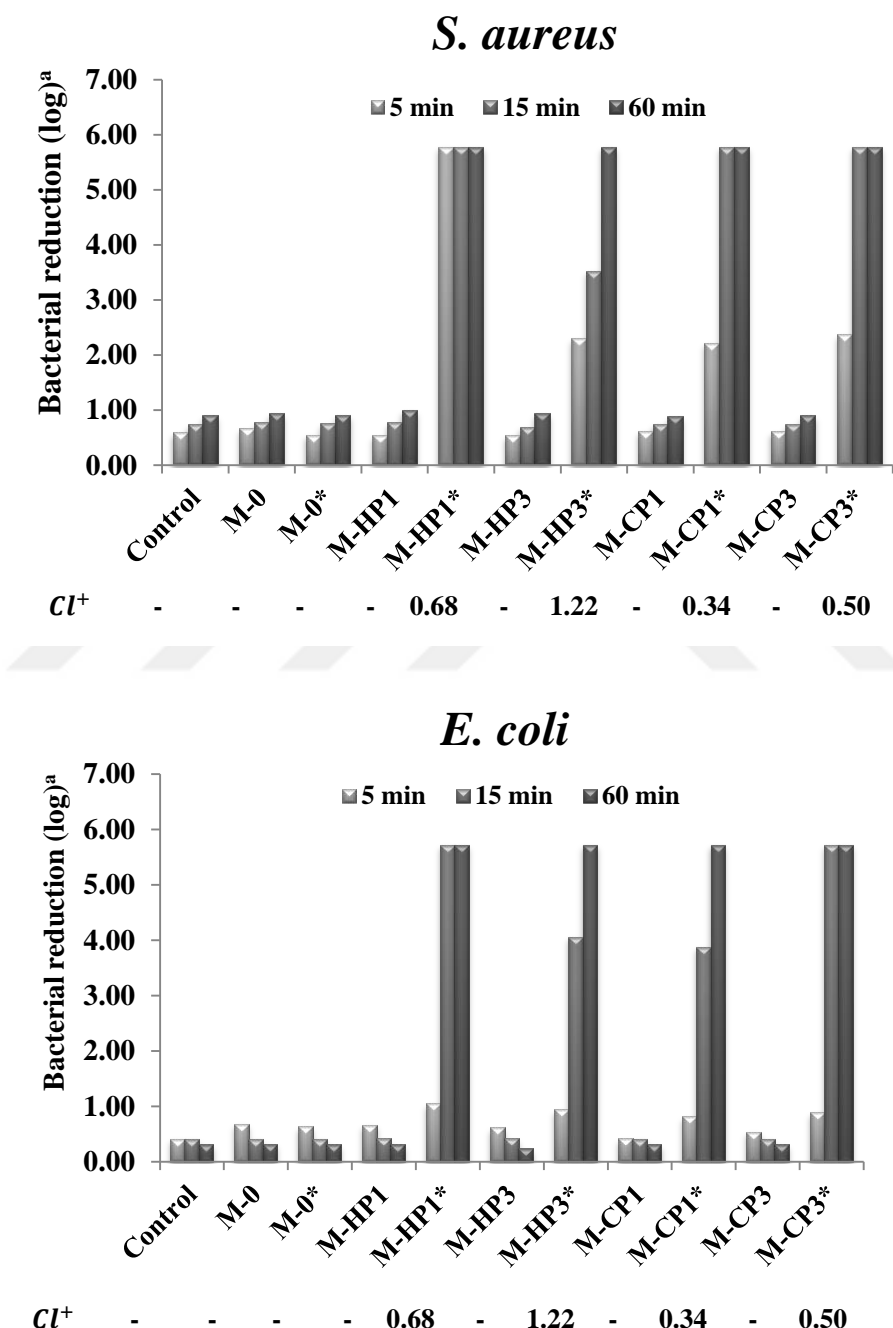 S. aureus
Bacterial reduction (log)ᵃ
7.00
6.00
5.00
4.00
3.00
2.00
1.00
0.00
5 min 15 min 60 min
Control M-0 M-0* M-HP1 M-HP1* M-HP3 M-HP3* M-CP1 M-CP1* M-CP3 M-CP3*
Cl⁺ - - - - 0.68 - 1.22 - 0.34 - 0.50
E. coli
Bacterial reduction (log)ᵃ
7.00
6.00
5.00
4.00
3.00
2.00
1.00
0.00
5 min 15 min 60 min
Control M-0 M-0* M-HP1 M-HP1* M-HP3 M-HP3* M-CP1 M-CP1* M-CP3 M-CP3*
Cl⁺ - - - - 0.68 - 1.22 - 0.34 - 0.50